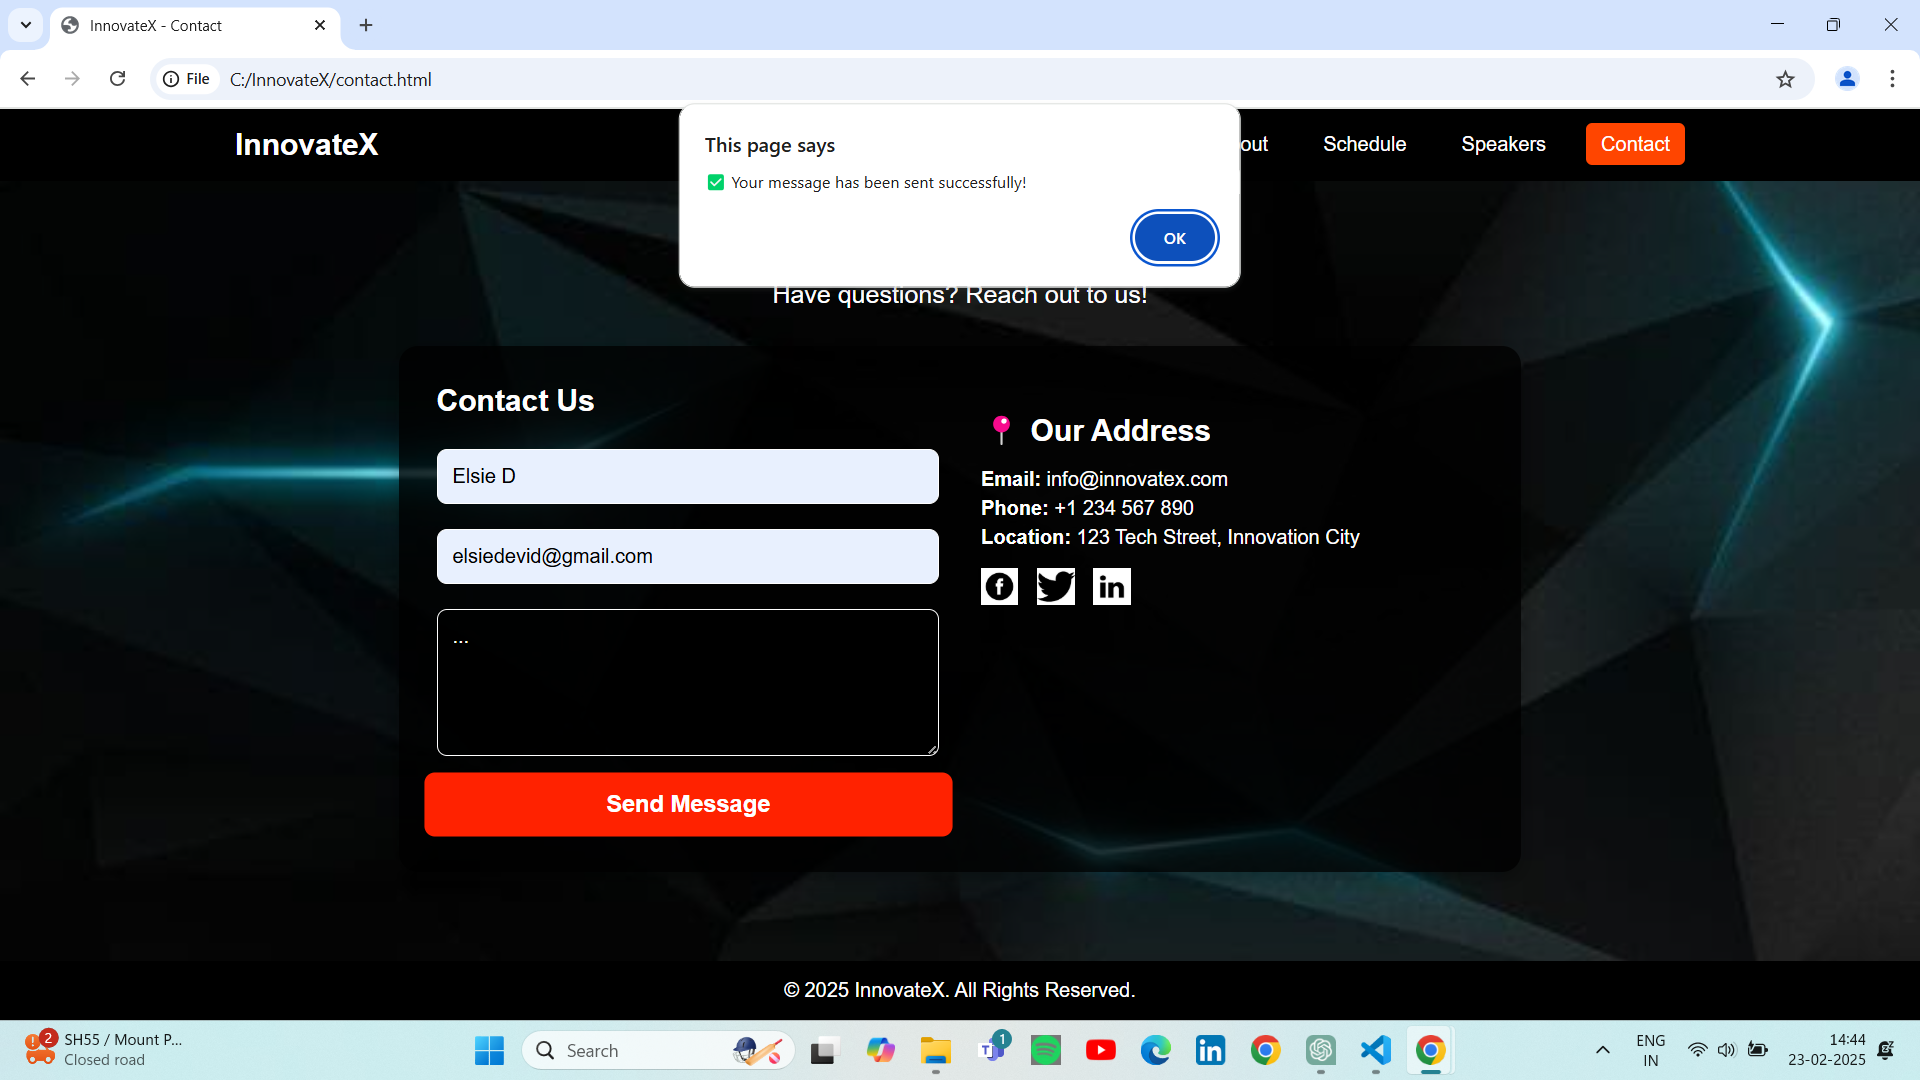 InnovateX - Contact
File
C:/InnovateX/contact.html
InnovateX
out
Schedule
Speakers
Contact
This page says
✅ Your message has been sent successfully!
OK
Have questions? Reach out to us!
Contact Us
Elsie D
elsiedevid@gmail.com
...
Send Message
📍 Our Address
Email: info@innovatex.com
Phone: +1 234 567 890
Location: 123 Tech Street, Innovation City
© 2025 InnovateX. All Rights Reserved.
2
SH55 / Mount P...
Closed road
Search
1
ENG
IN
14:44
23-02-2025